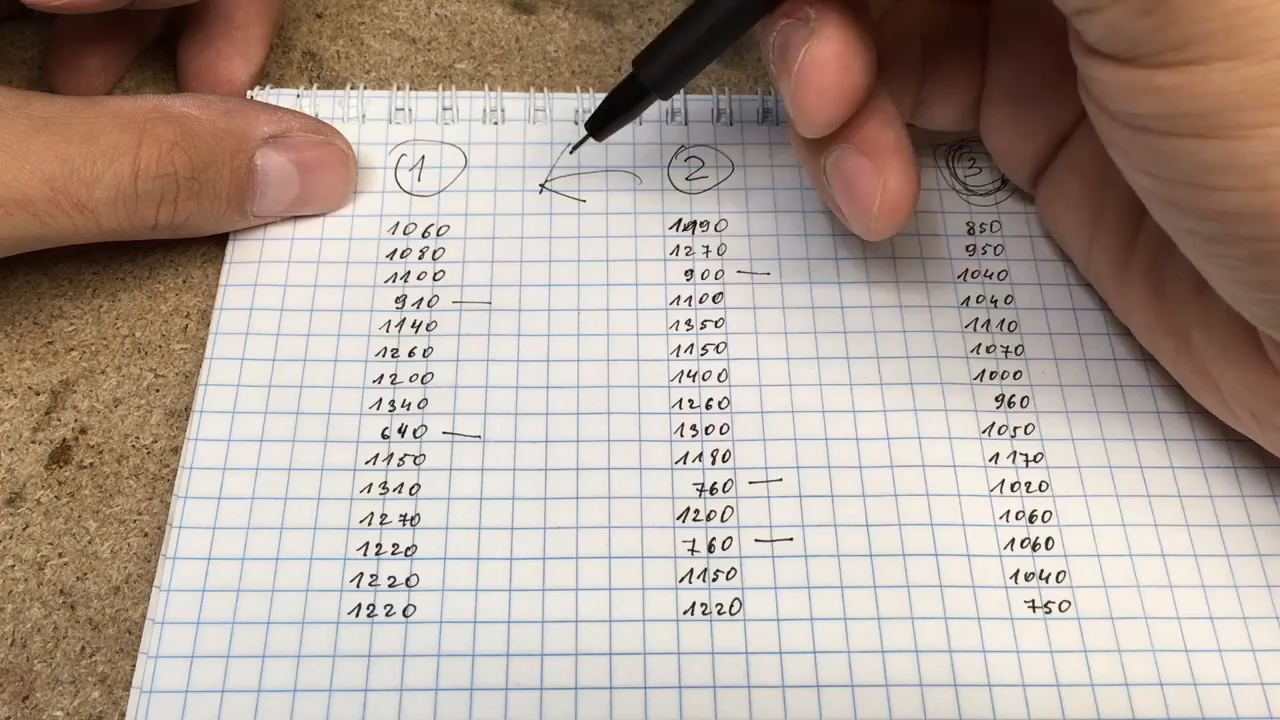 1 2 3
1060 850
1080 1270 950
1100 900 — 1040
910 — 1100 1040
1140 1350 1110
1260 1150 1070
1200 1400 1000
1340 1260 960
640 — 1300 1050
1150 1180 1170
1310 760 — 1020
1270 1200 1060
1220 760 — 1060
1220 1150 1040
1220 1220 750